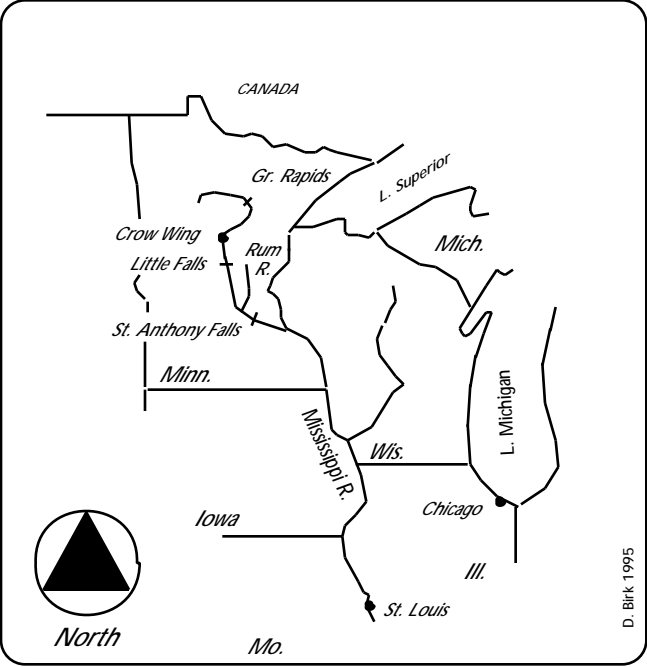 CANADA
Gr. Rapids
L. Superior
Crow Wing
Rum
R.
Mich.
Little Falls
St. Anthony Falls
Minn.
L. Michigan
Mississippi R.
Wis.
Chicago
Iowa
Ill.
D. Birk 1995
St. Louis
North
Mo.